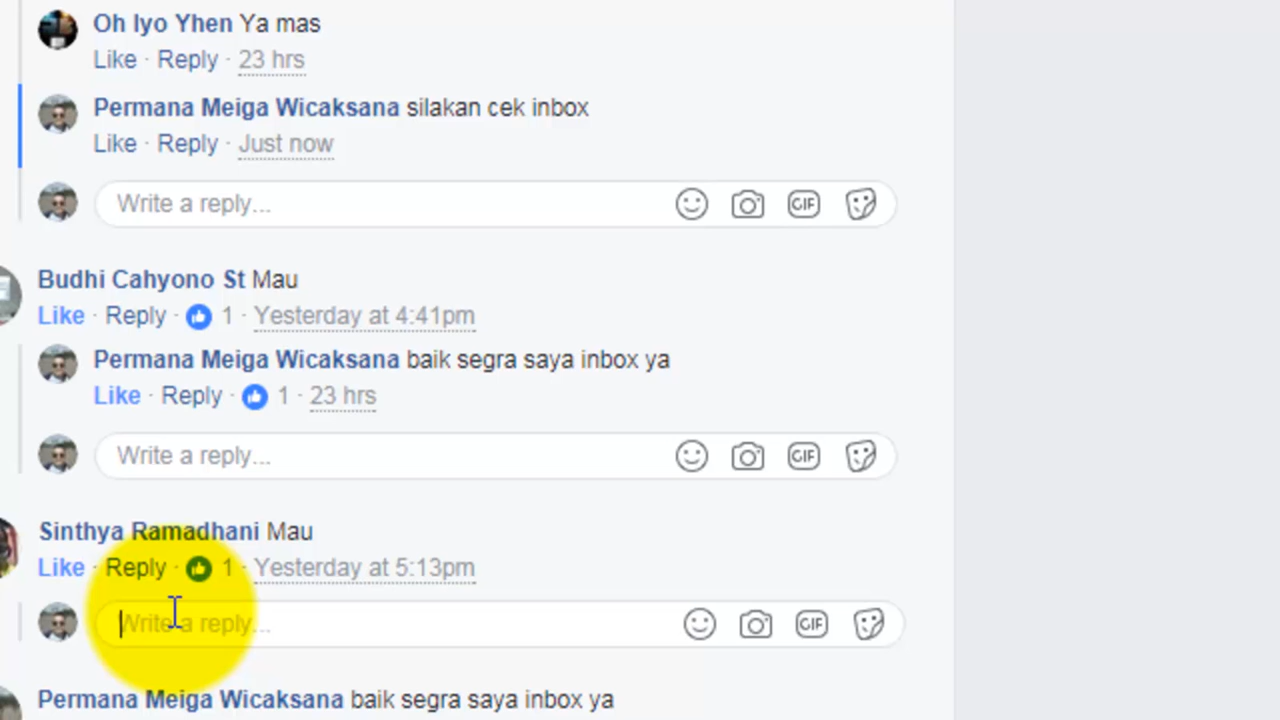 Oh Iyo Yhen Ya mas
Like · Reply · 23 hrs
Permana Meiga Wicaksana silakan cek inbox
Like · Reply · Just now
Write a reply...
GIF
Budhi Cahyono St Mau
Like · Reply · 1 · Yesterday at 4:41pm
Permana Meiga Wicaksana baik segra saya inbox ya
Like · Reply · 1 · 23 hrs
Write a reply...
GIF
Sinthya Ramadhani Mau
Like · Reply · 1 · Yesterday at 5:13pm
Write a reply...
GIF
Permana Meiga Wicaksana baik segra saya inbox ya